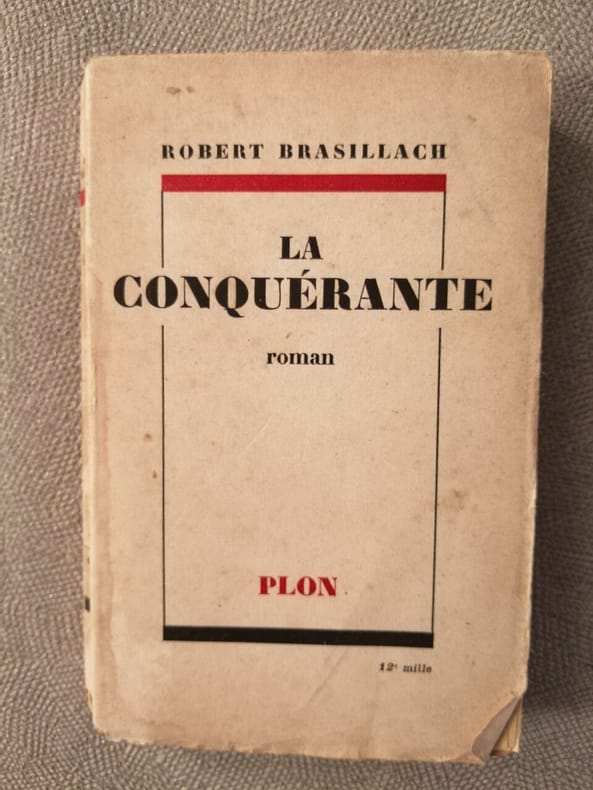 ROBERT BRASILLACH
LA
CONQUÉRANTE
roman
PLON
12ᵉ mille